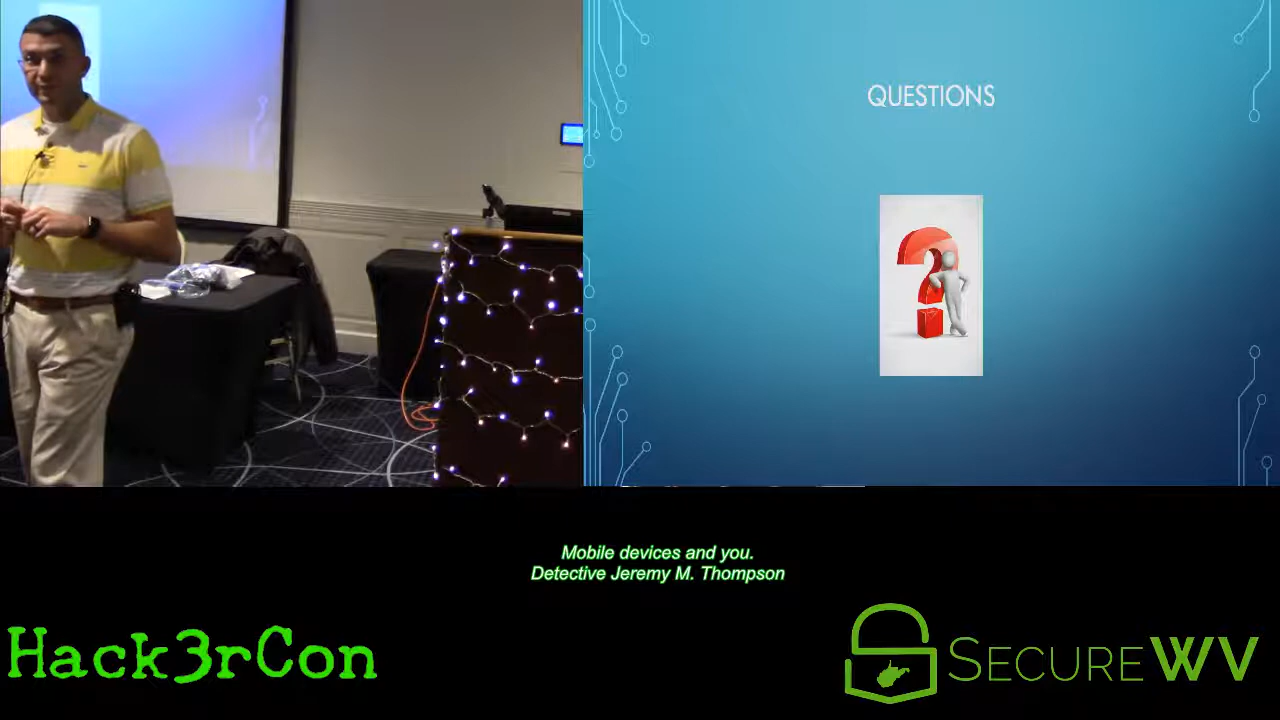 QUESTIONS
Mobile devices and you.
Detective Jeremy M. Thompson
Hack3rCon
SECUREWV